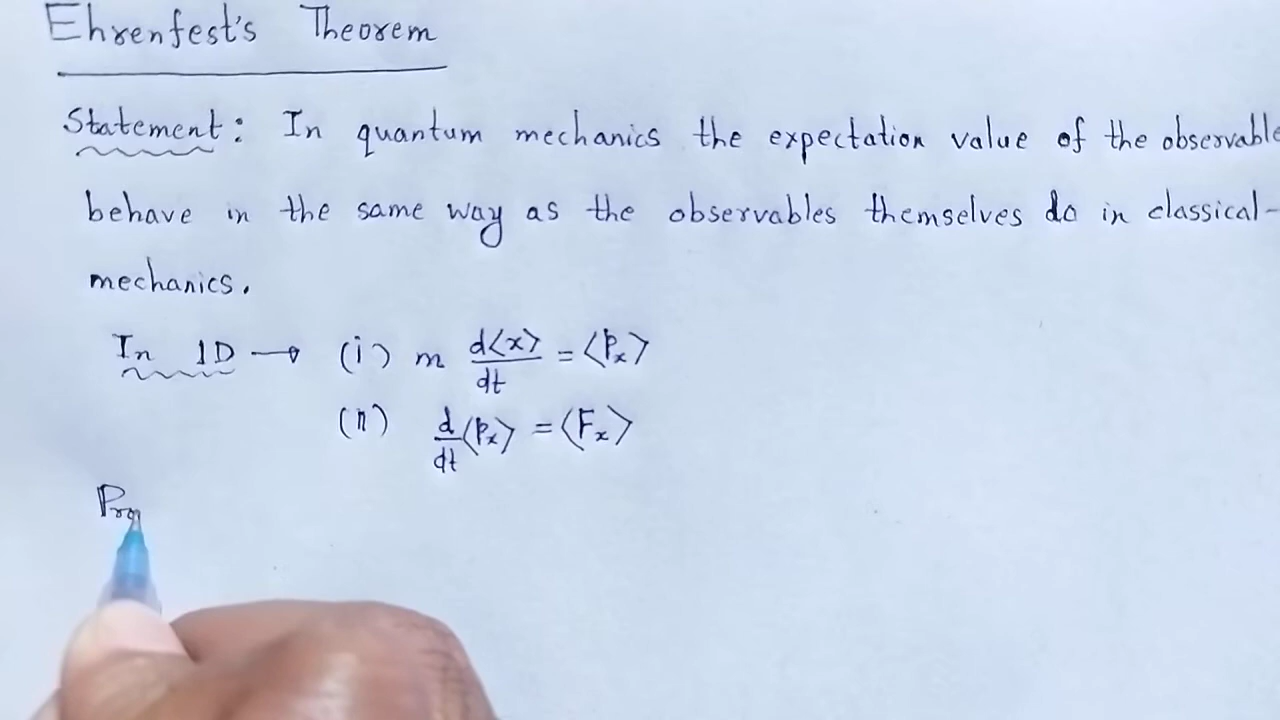 Ehrenfest's Theorem
Statement: In quantum mechanics the expectation value of the observable
behave in the same way as the observables themselves do in classical-
mechanics.
In 1D → (i) m d⟨x⟩/dt = ⟨Pₓ⟩
(ii) d/dt ⟨Pₓ⟩ = ⟨Fₓ⟩
Pro